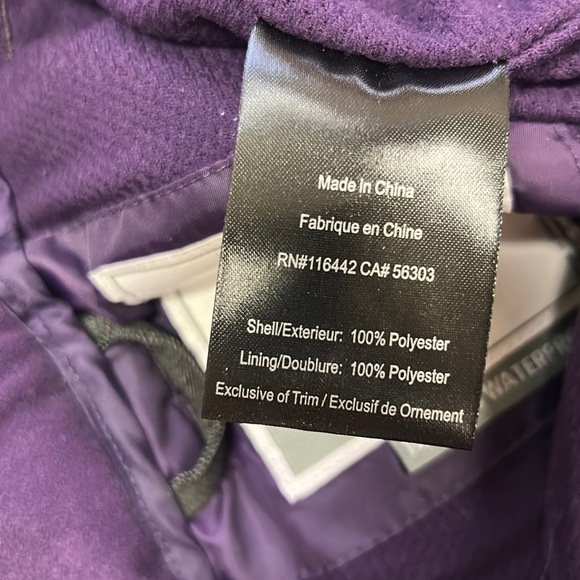 Made in China
Fabrique en Chine
RN#116442 CA# 56303
Shell/Exterieur: 100% Polyester
Lining/Doublure: 100% Polyester
Exclusive of Trim / Exclusif de Ornement